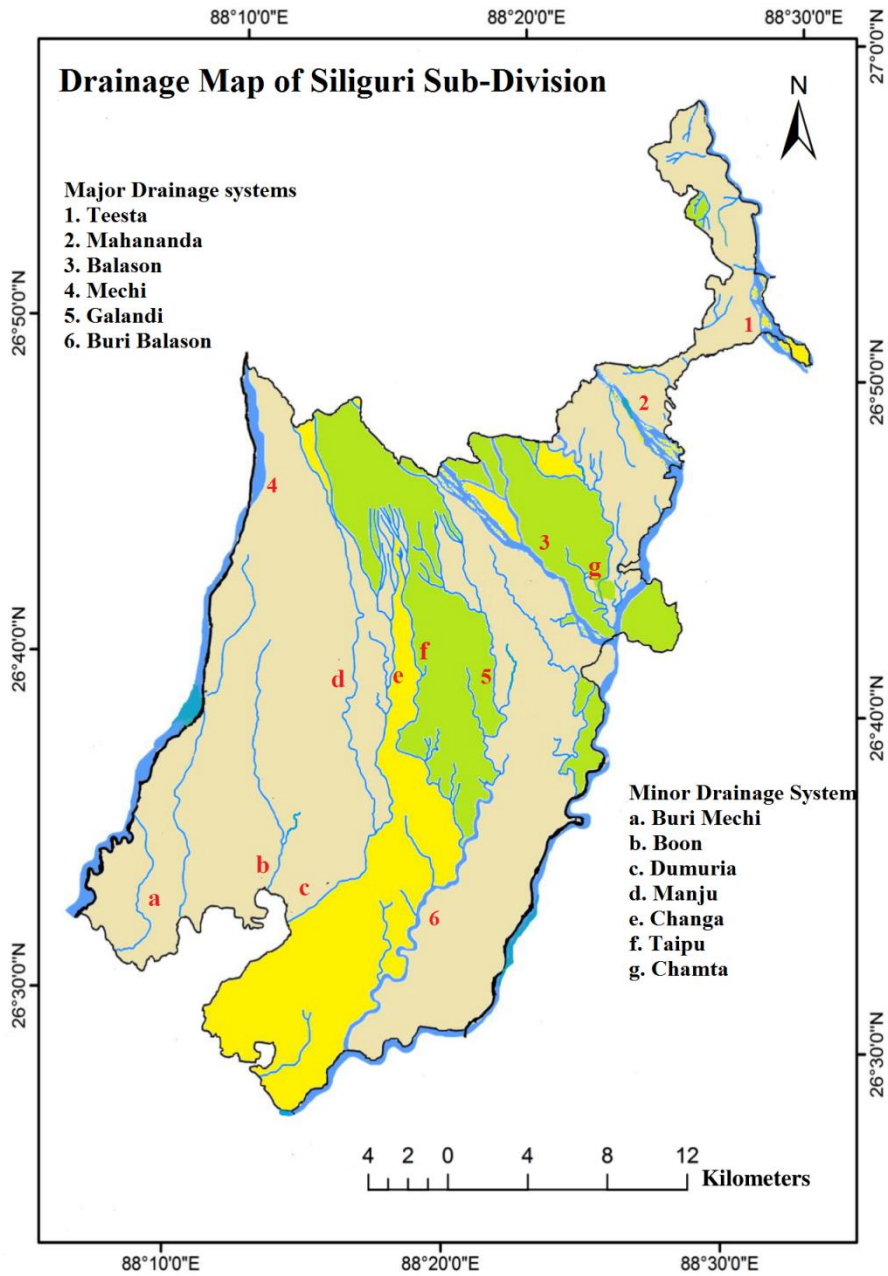 88°10'0"E 88°20'0"E 88°30'0"E
27°0'0"N
Drainage Map of Siliguri Sub-Division
N
Major Drainage systems
1. Teesta
2. Mahananda
3. Balason
4. Mechi
5. Galandi
6. Buri Balason
26°50'0"N
1
26°50'0"N
2
4
3
g
26°40'0"N
f
e
5
d
26°40'0"N
Minor Drainage System
a. Buri Mechi
b. Boon
c. Dumuria
d. Manju
e. Changa
f. Taipu
g. Chamta
b
c
a
6
26°30'0"N
26°30'0"N
4 2 0 4 8 12
Kilometers
88°10'0"E 88°20'0"E 88°30'0"E